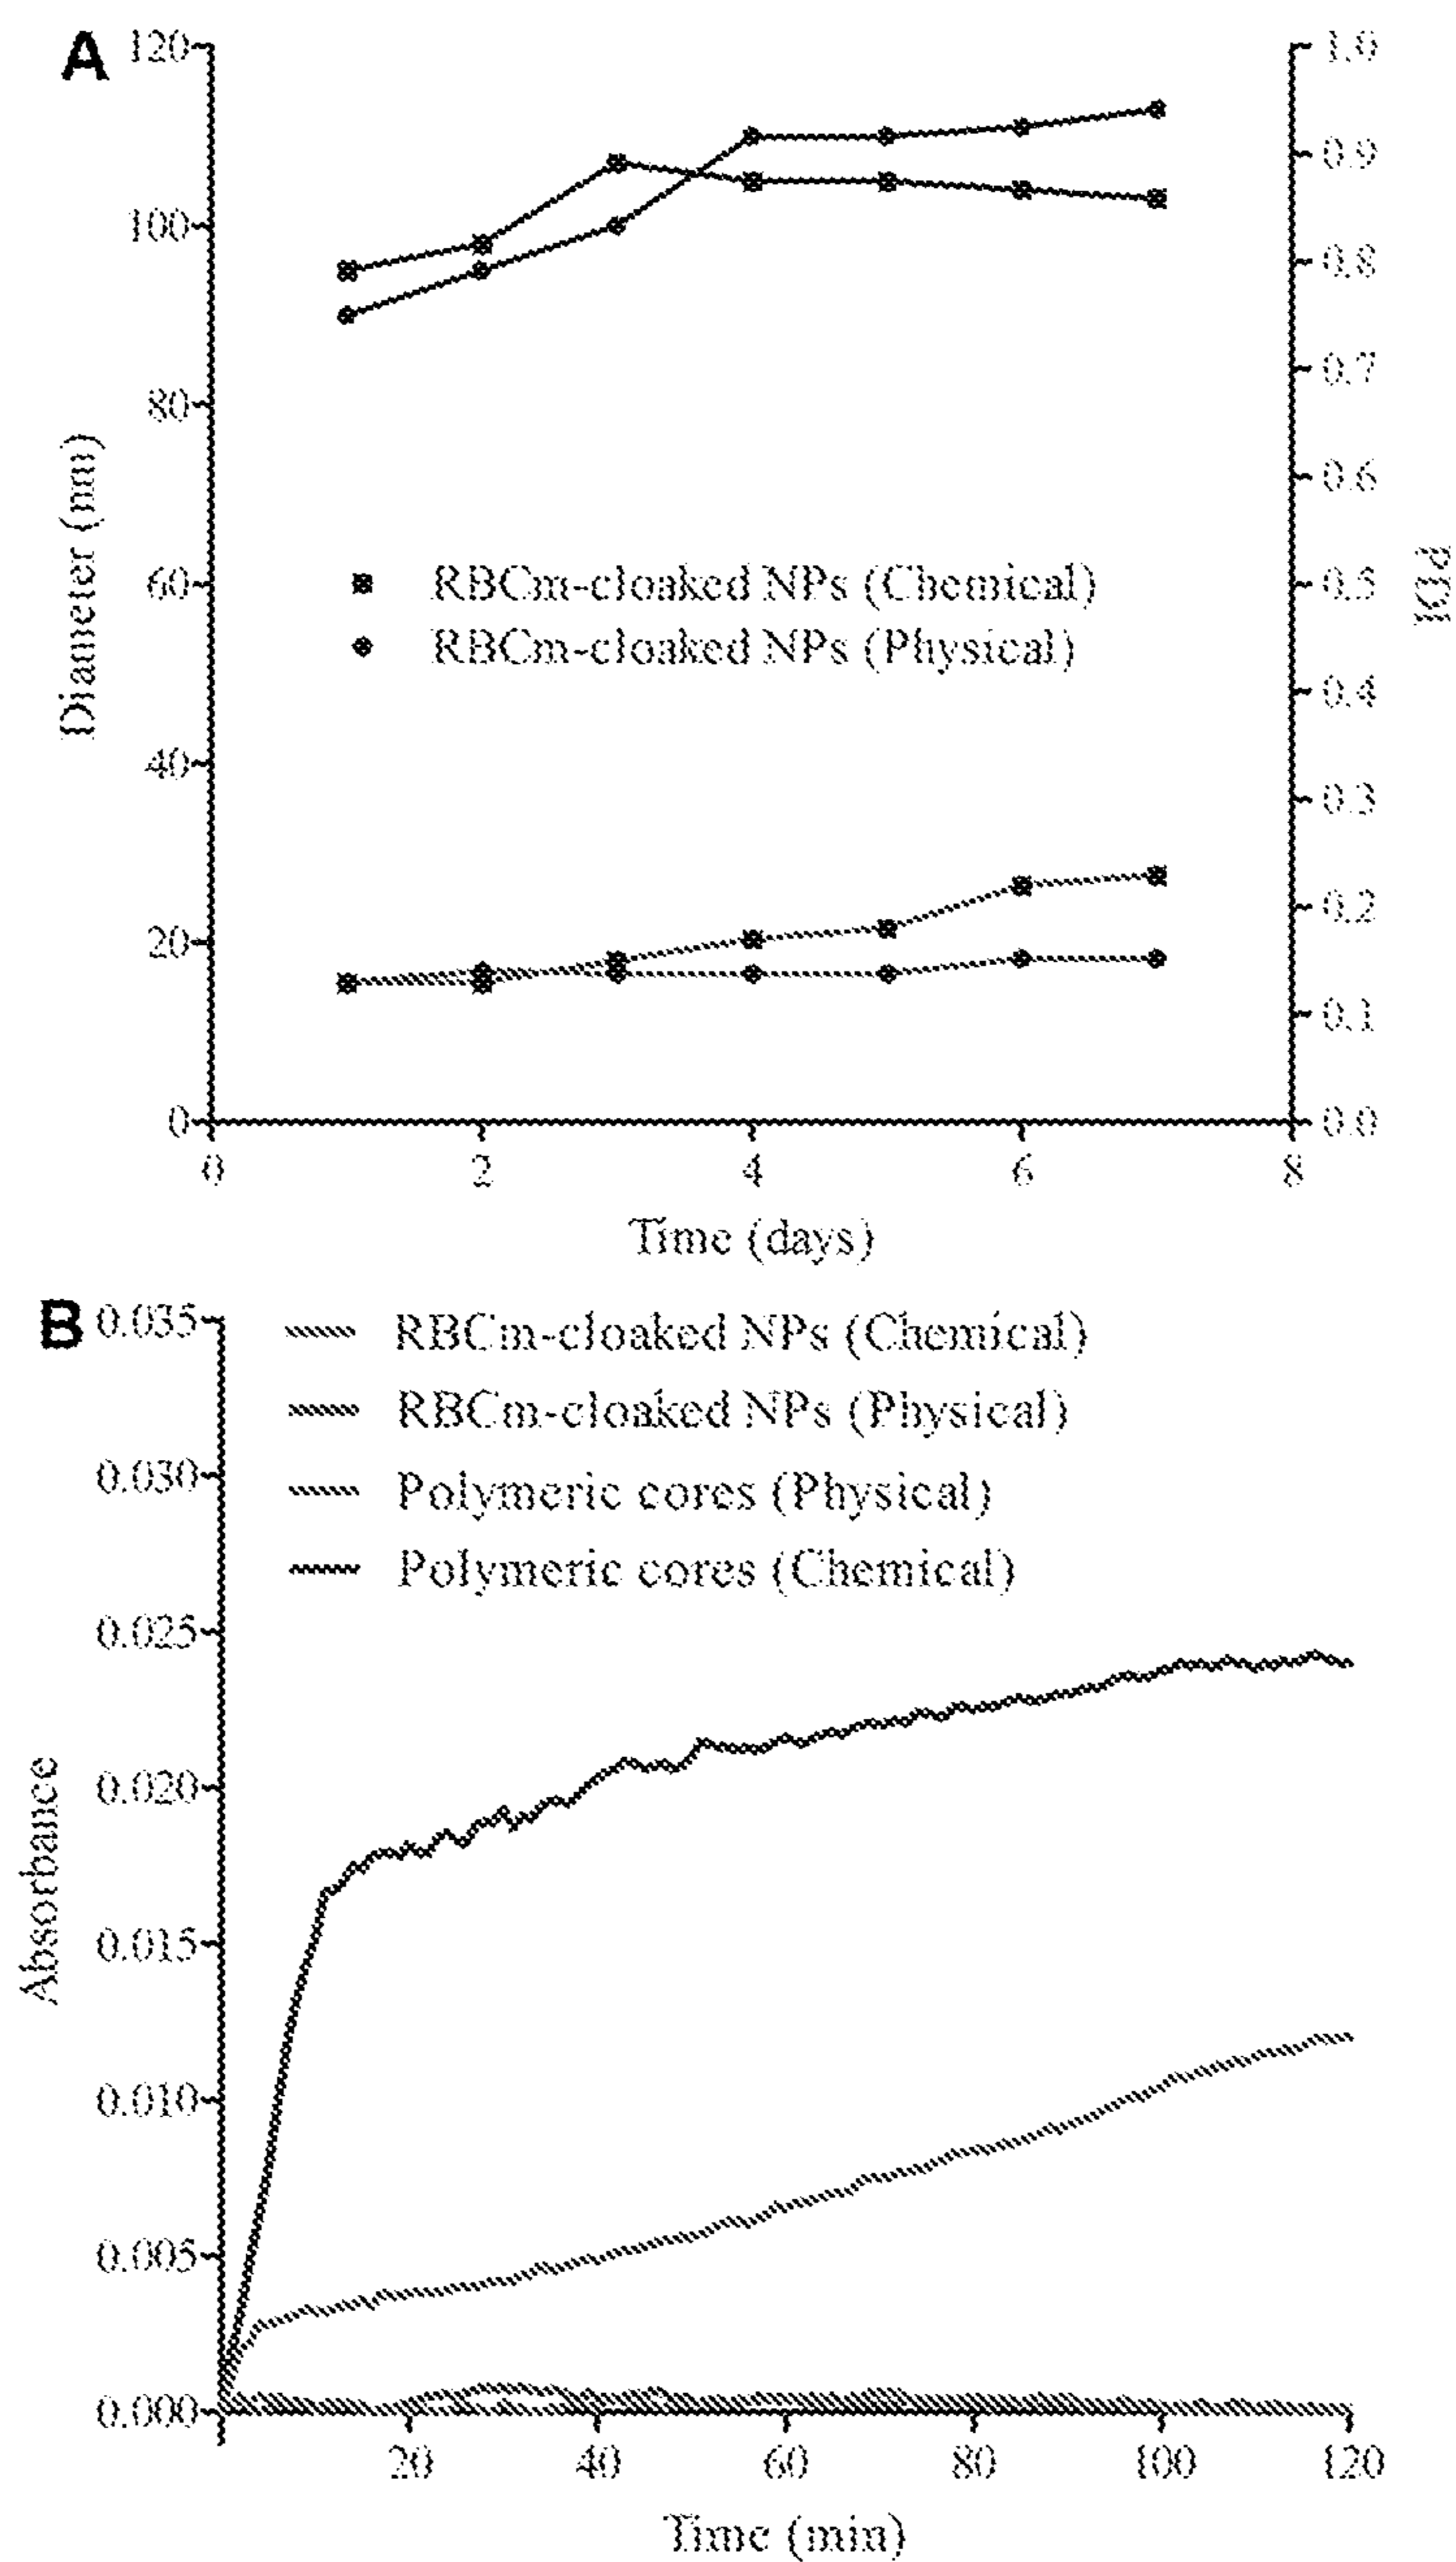 A
120
100
80
60
40
20
0
Diameter (nm)
1.0
0.9
0.8
0.7
0.6
0.5
0.4
0.3
0.2
0.1
0.0
PDI
RBCm-cloaked NPs (Chemical)
RBCm-cloaked NPs (Physical)
0 2 4 6 8
Time (days)
B
0.035
0.030
0.025
0.020
0.015
0.010
0.005
0.000
Absorbance
RBCm-cloaked NPs (Chemical)
RBCm-cloaked NPs (Physical)
Polymeric cores (Physical)
Polymeric cores (Chemical)
20 40 60 80 100 120
Time (min)